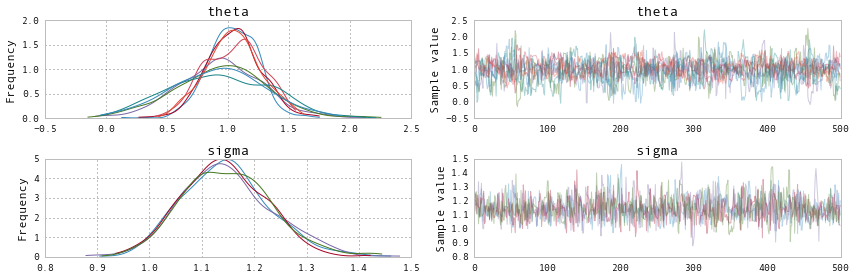 theta
Frequency
2.0
1.5
1.0
0.5
0.0
−0.5 0.0 0.5 1.0 1.5 2.0 2.5
theta
Sample value
2.5
2.0
1.5
1.0
0.5
0.0
−0.5
0 100 200 300 400 500
sigma
Frequency
5
4
3
2
1
0
0.8 0.9 1.0 1.1 1.2 1.3 1.4 1.5
sigma
Sample value
1.5
1.4
1.3
1.2
1.1
1.0
0.9
0.8
0 100 200 300 400 500